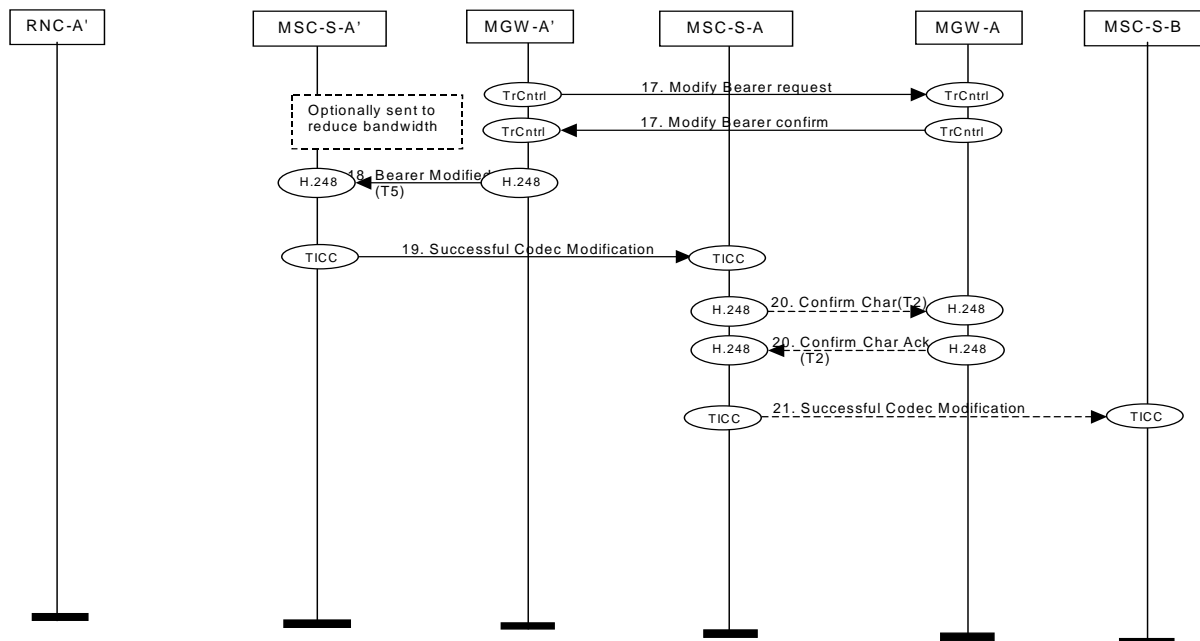 RNC-A'
MSC-S-A’
MGW-A’
MSC-S-A
MGW-A
MSC-S-B
TrCntrl
17. Modify Bearer request
TrCntrl
Optionally sent to
reduce bandwidth
TrCntrl
17. Modify Bearer confirm
TrCntrl
H.248
18. Bearer Modified
(T5)
H.248
TICC
19. Successful Codec Modification
TICC
H.248
20. Confirm Char(T2)
H.248
H.248
20. Confirm Char Ack
(T2)
H.248
TICC
21. Successful Codec Modification
TICC